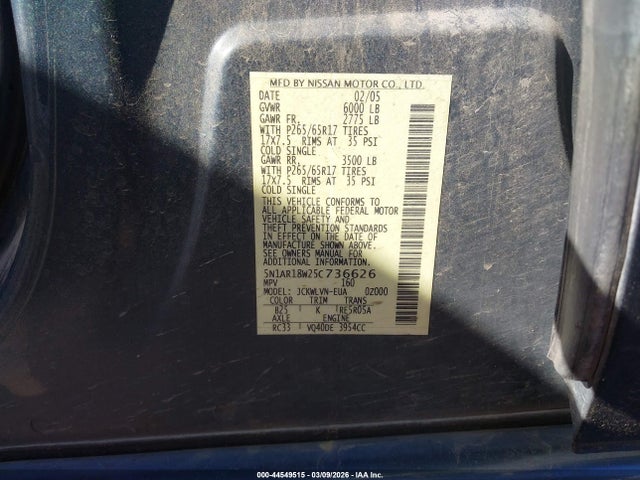 MFD BY NISSAN MOTOR CO., LTD.
DATE 02/05
GVWR 6000 LB
GAWR FR. 2775 LB
WITH P265/65R17 TIRES
17X7.5 RIMS AT 35 PSI
COLD SINGLE
GAWR RR. 3500 LB
WITH P265/65R17 TIRES
17X7.5 RIMS AT 35 PSI
COLD SINGLE
THIS VEHICLE CONFORMS TO
ALL APPLICABLE FEDERAL MOTOR
VEHICLE SAFETY AND
THEFT PREVENTION STANDARDS
IN EFFECT ON THE DATE OF
MANUFACTURE SHOWN ABOVE.
SEE OWNERS MANUAL FOR
ADDITIONAL INFORMATION.
5N1AR18W25C736626
MPV 160
MODEL: JCKWLVN-EUA 02000
COLOR TRIM TRANS
B25 K RE5R05A
AXLE ENGINE
RC33 VQ40DE 3954CC
000-44549515 - 03/09/2026 - IAA Inc.